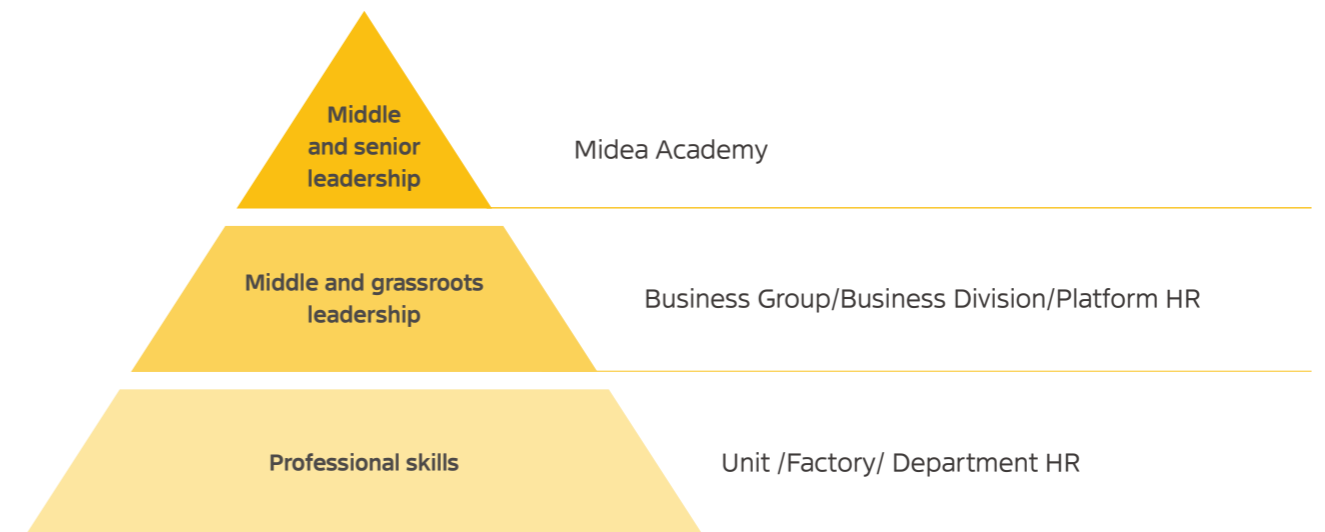 Middle
and senior
leadership
Midea Academy
Middle and grassroots
leadership
Business Group/Business Division/Platform HR
Professional skills
Unit /Factory/ Department HR